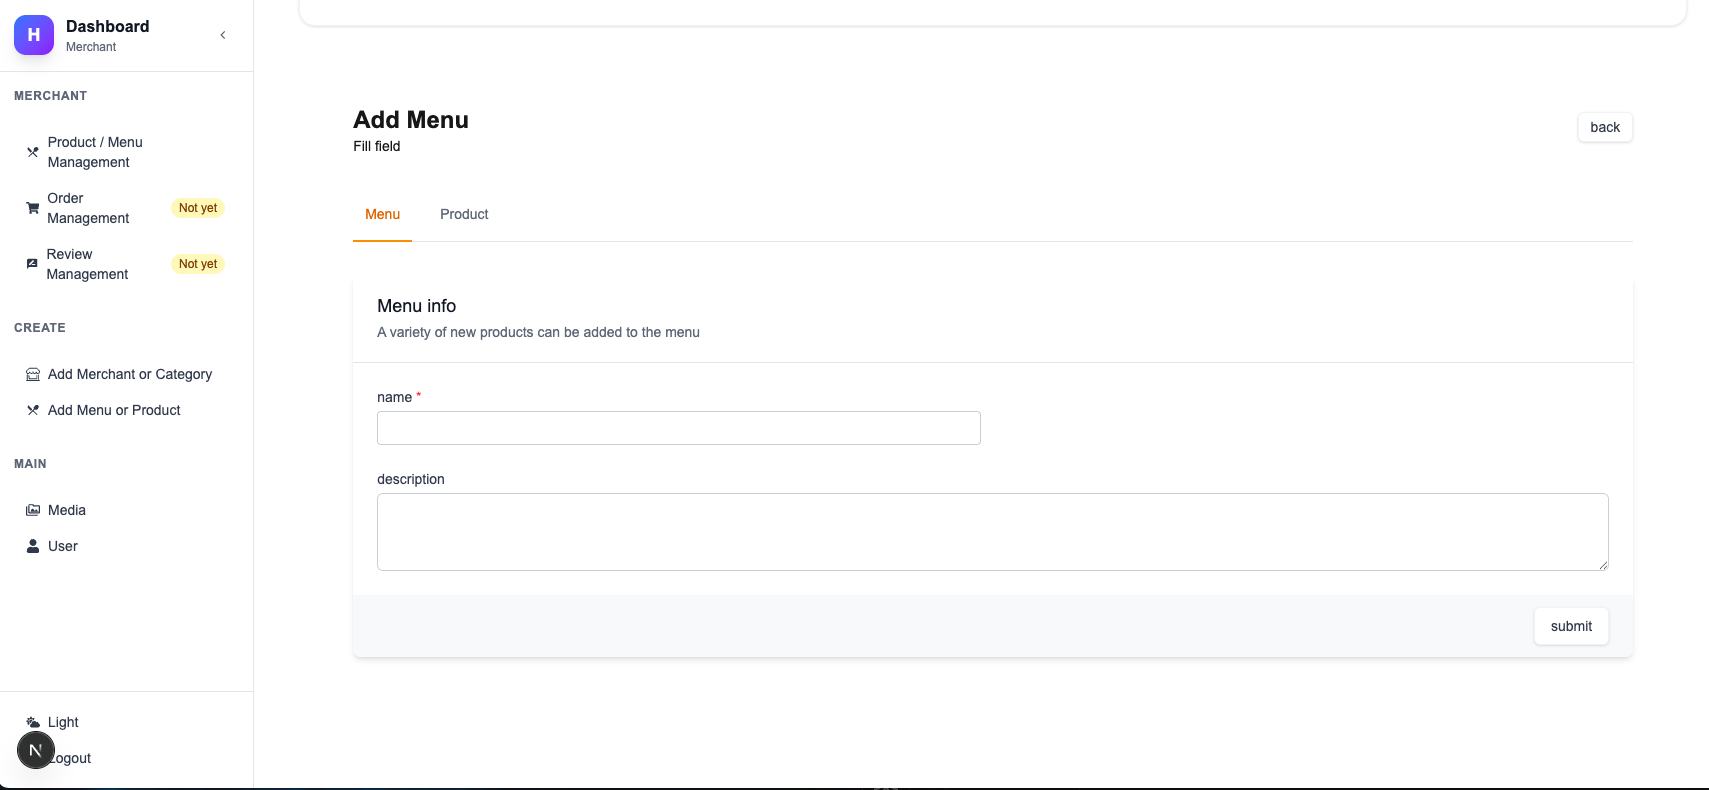 H
Dashboard
Merchant
MERCHANT
Product / Menu
Management
Order
Management
Not yet
Review
Management
Not yet
CREATE
Add Merchant or Category
Add Menu or Product
MAIN
Media
User
Light
N
Logout
Add Menu
Fill field
back
Menu
Product
Menu info
A variety of new products can be added to the menu
name *
description
submit